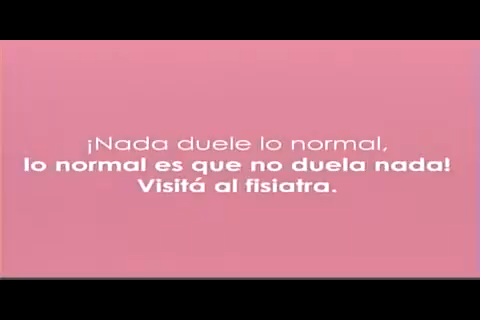 ¡Nada duele lo normal,
lo normal es que no duela nada!
Visitá al fisiatra.